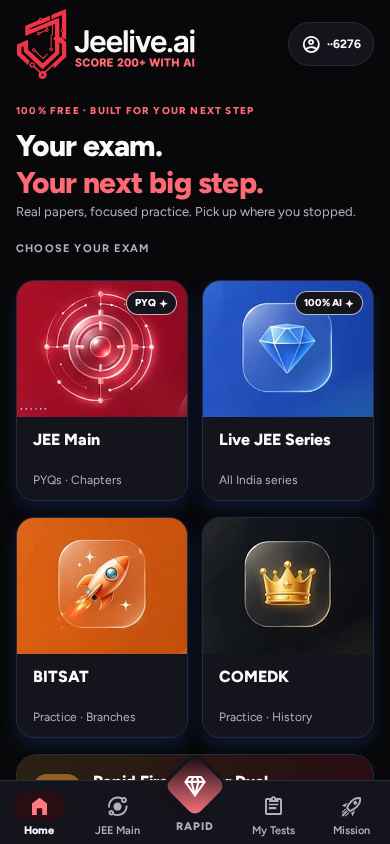 Jeelive.ai
SCORE 200+ WITH AI
··6276
100% FREE · BUILT FOR YOUR NEXT STEP
Your exam.
Your next big step.
Real papers, focused practice. Pick up where you stopped.
CHOOSE YOUR EXAM
PYQ
100% AI
JEE Main
PYQs · Chapters
Live JEE Series
All India series
BITSAT
Practice · Branches
COMEDK
Practice · History
Home
JEE Main
RAPID
My Tests
Mission